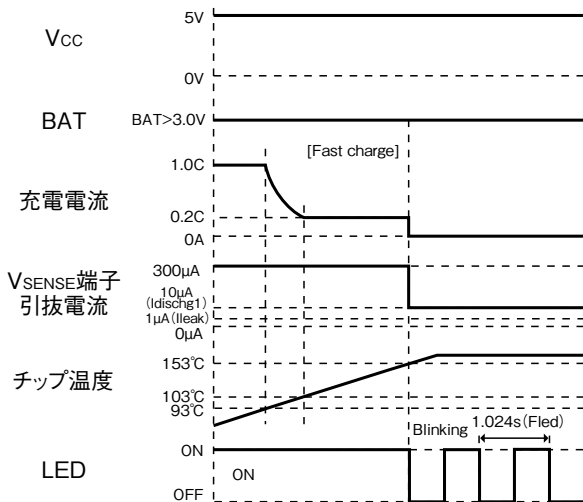 5V
VCC
0V
BAT
BAT>3.0V
[Fast charge]
1.0C
充電電流
0.2C
0A
VSENSE端子
引抜電流
300μA
10μA
(Idischg1)
1μA(Ileak)
0μA
153℃
チップ温度
103℃
93℃
Blinking
1.024s(Fled)
ON
LED
ON
OFF